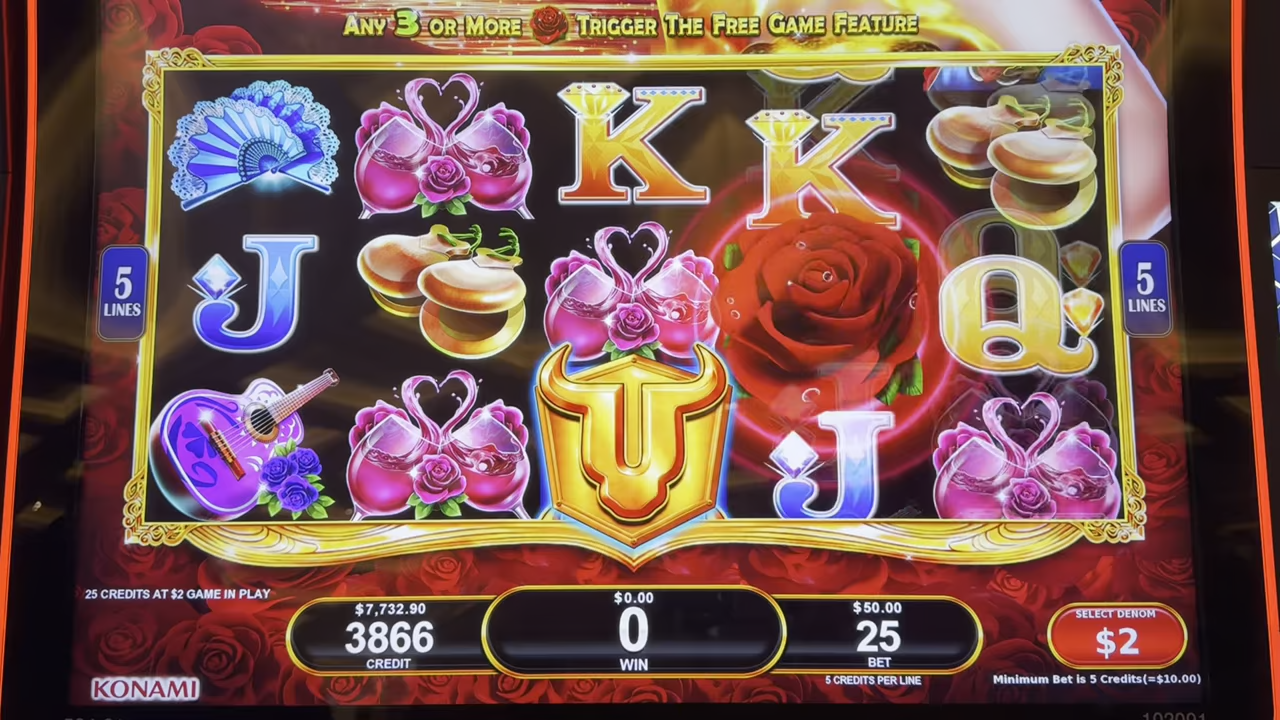 ANY 3 OR MORE TRIGGER THE FREE GAME FEATURE
K
K
J
Q
5 LINES
5 LINES
J
25 CREDITS AT $2 GAME IN PLAY
$7,732.90
3866
CREDIT
$0.00
0
WIN
$50.00
25
BET
5 CREDITS PER LINE
SELECT DENOM
$2
Minimum Bet is 5 Credits(=$10.00)
KONAMI